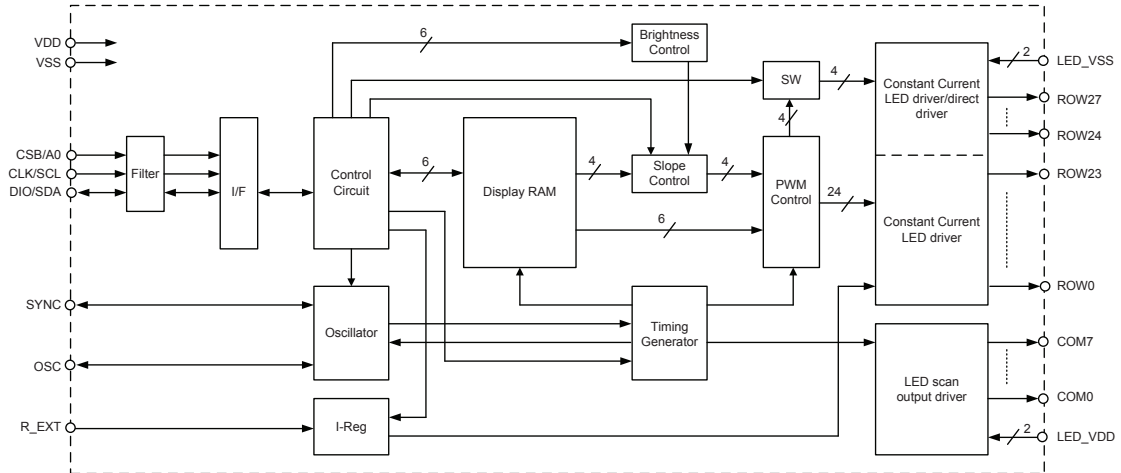 VDD
VSS
CSB/A0
CLK/SCL
DIO/SDA
SYNC
OSC
R_EXT
Filter
I/F
Control
Circuit
Oscillator
I-Reg
6
6
Display RAM
4
6
Brightness
Control
Slope
Control
4
Timing
Generator
SW
4
4
PWM
Control
24
Constant Current
LED driver/direct
driver
Constant Current
LED driver
LED scan
output driver
2
2
LED_VSS
ROW27
ROW24
ROW23
ROW0
COM7
COM0
LED_VDD